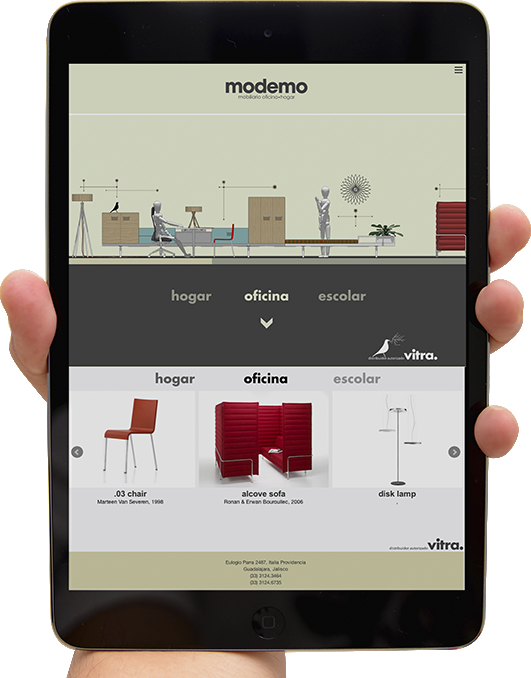 modemo
mobiliario oficina+hogar
hogar oficina escolar
distribuidor autorizado vitra.
hogar oficina escolar
.03 chair
Marteen Van Severen, 1998
alcove sofa
Ronan & Erwan Bouroullec, 2006
disk lamp
.
distribuidor autorizado vitra.
Eulogio Parra 2487, Italia Providencia
Guadalajara, Jalisco
(33) 3124.3464
(33) 3124.6735